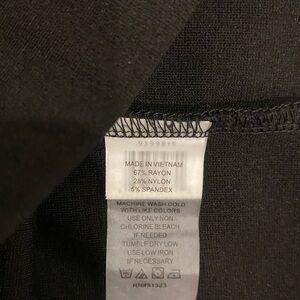 MADE IN VIETNAM
67% RAYON
28% NYLON
5% SPANDEX
MACHINE WASH COLD
WITH LIKE COLORS
USE ONLY NON
CHLORINE BLEACH
IF NEEDED
TUMBLE DRY LOW
USE LOW IRON
IF NECESSARY